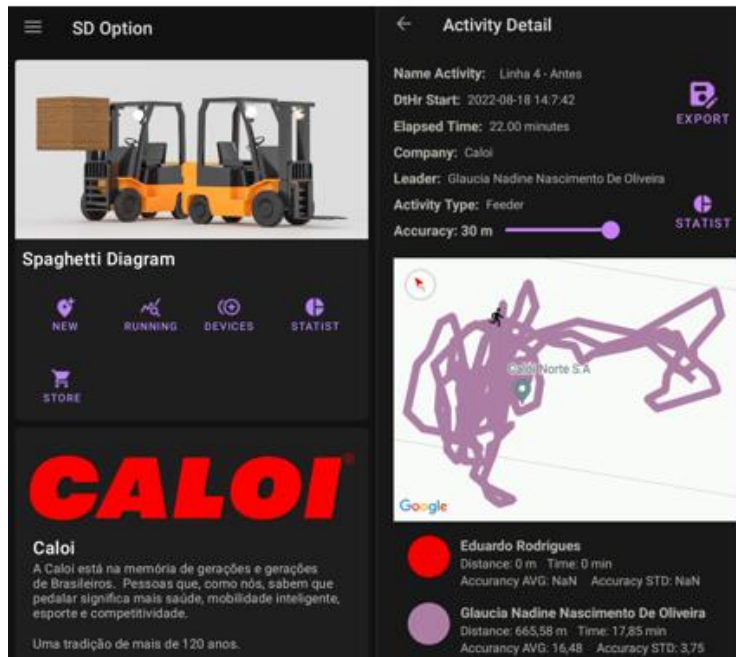 SD Option
Spaghetti Diagram
NEW
RUNNING
DEVICES
STATIST
STORE
CALOI
Caloi
A Caloi está na memória de gerações e gerações
de Brasileiros. Pessoas que, como nós, sabem que
pedalar significa mais saúde, mobilidade inteligente,
esporte e competitividade.
Uma tradição de mais de 120 anos.
Activity Detail
Name Activity: Linha 4 - Antes
DtHr Start: 2022-08-18 14:7:42
Elapsed Time: 22.00 minutes
Company: Caloi
Leader: Glaucia Nadine Nascimento De Oliveira
Activity Type: Feeder
Accuracy: 30 m
EXPORT
STATIST
Caloi Norte S.A
Google
Eduardo Rodrigues
Distance: 0 m Time: 0 min
Accurancy AVG: NaN Accuracy STD: NaN
Glaucia Nadine Nascimento De Oliveira
Distance: 665,58 m Time: 17,85 min
Accurancy AVG: 16,48 Accuracy STD: 3,75